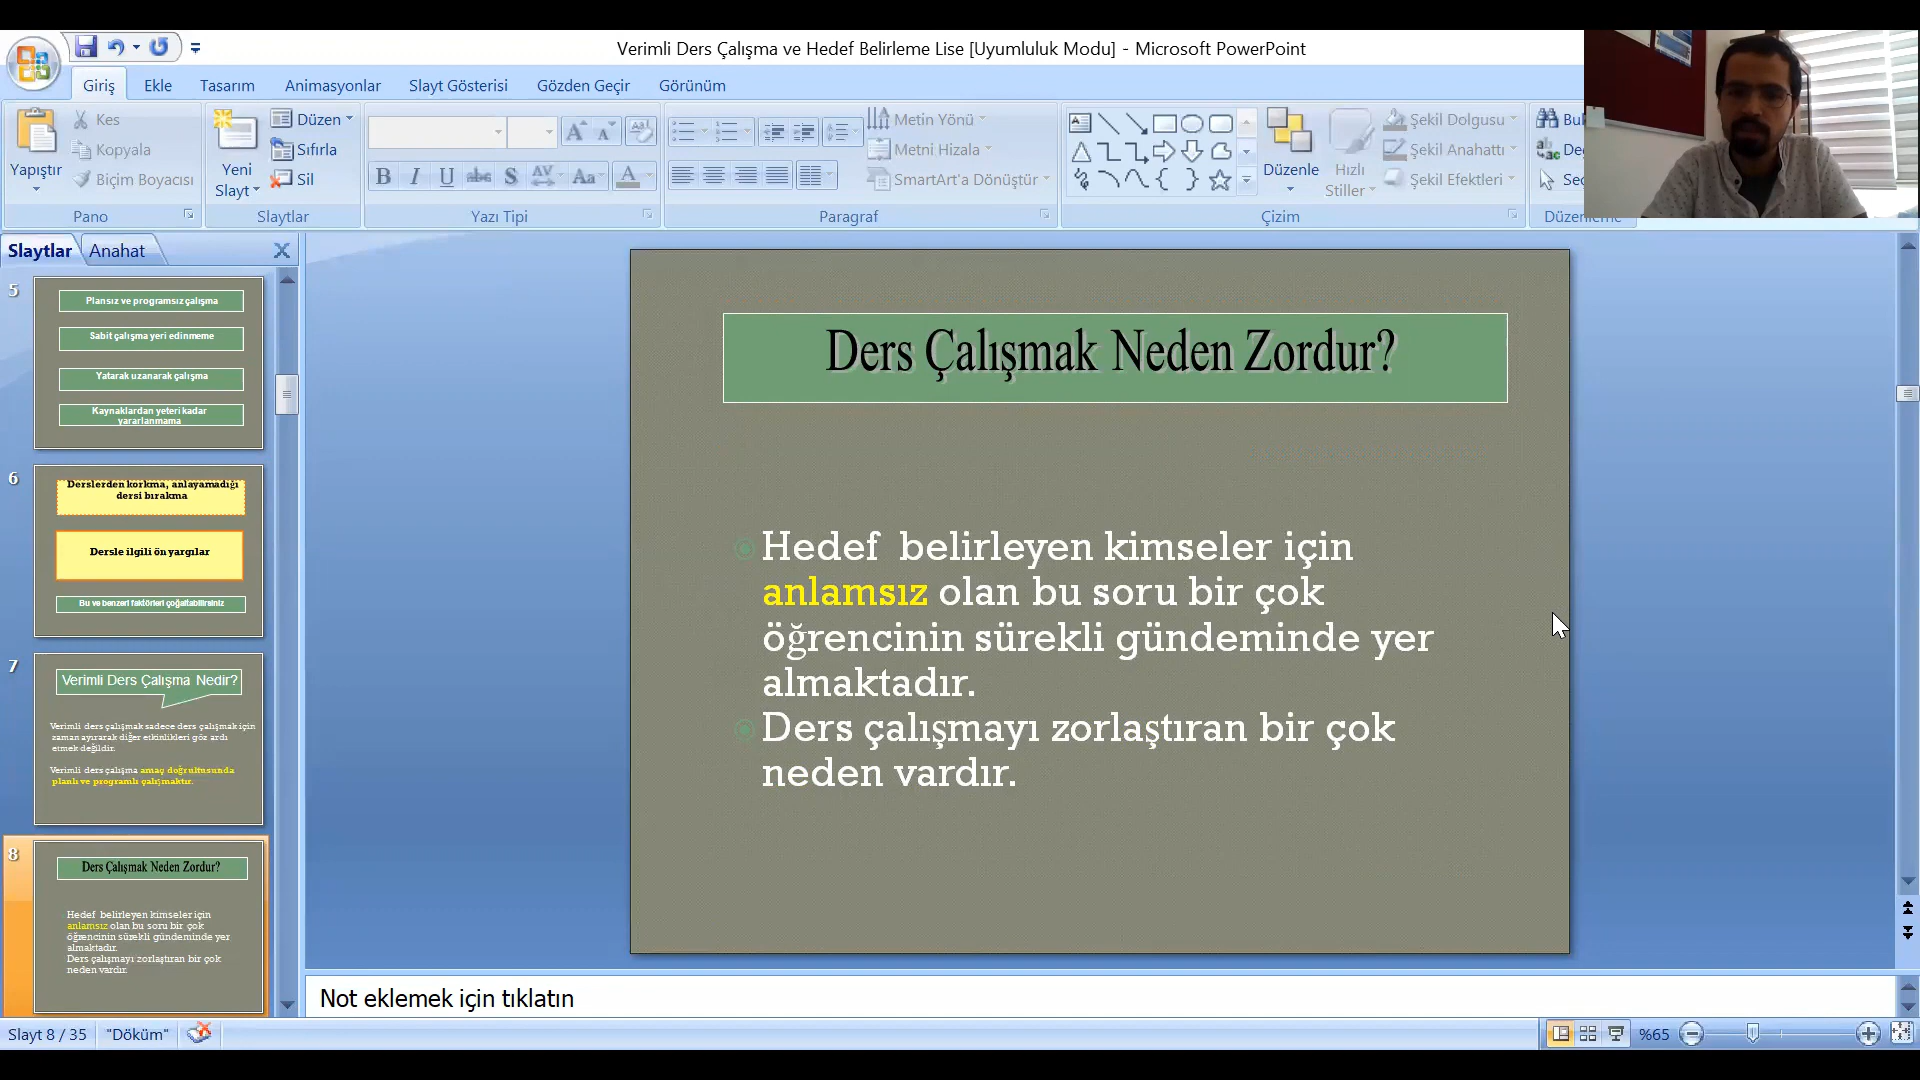 Verimli Ders Çalışma ve Hedef Belirleme Lise [Uyumluluk Modu] - Microsoft PowerPoint
Giriş Ekle Tasarım Animasyonlar Slayt Gösterisi Gözden Geçir Görünüm
Yapıştır
Kes
Kopyala
Biçim Boyacısı
Pano
Yeni
Slayt
Düzen
Sıfırla
Sil
Slaytlar
Yazı Tipi
Metin Yönü
Metni Hizala
SmartArt'a Dönüştür
Paragraf
Düzenle
Hızlı
Stiller
Şekil Dolgusu
Şekil Anahattı
Şekil Efektleri
Çizim
Bul
Düzenleme
Slaytlar Anahat
5
Plansız ve programsız çalışma
Sabit çalışma yeri edinmeme
Yatarak uzanarak çalışma
Kaynaklardan yeteri kadar
yararlanmama
6
Derslerden korkma, anlayamadığı
dersi bırakma
Dersle ilgili ön yargılar
Bu ve benzeri faktörleri çoğaltabilirsiniz
7
Verimli Ders Çalışma Nedir?
Verimli ders çalışmak sadece ders çalışmak için
zaman ayırarak diğer etkinlikleri göz ardı
etmek değildir.
Verimli ders çalışma amaç doğrultusunda
planlı ve programlı çalışmaktır.
8
Ders Çalışmak Neden Zordur?
Hedef belirleyen kimseler için
anlamsız olan bu soru bir çok
öğrencinin sürekli gündeminde yer
almaktadır.
Ders çalışmayı zorlaştıran bir çok
neden vardır.
Ders Çalışmak Neden Zordur?
Hedef belirleyen kimseler için
anlamsız olan bu soru bir çok
öğrencinin sürekli gündeminde yer
almaktadır.
Ders çalışmayı zorlaştıran bir çok
neden vardır.
Not eklemek için tıklatın
Slayt 8 / 35 "Döküm" %65